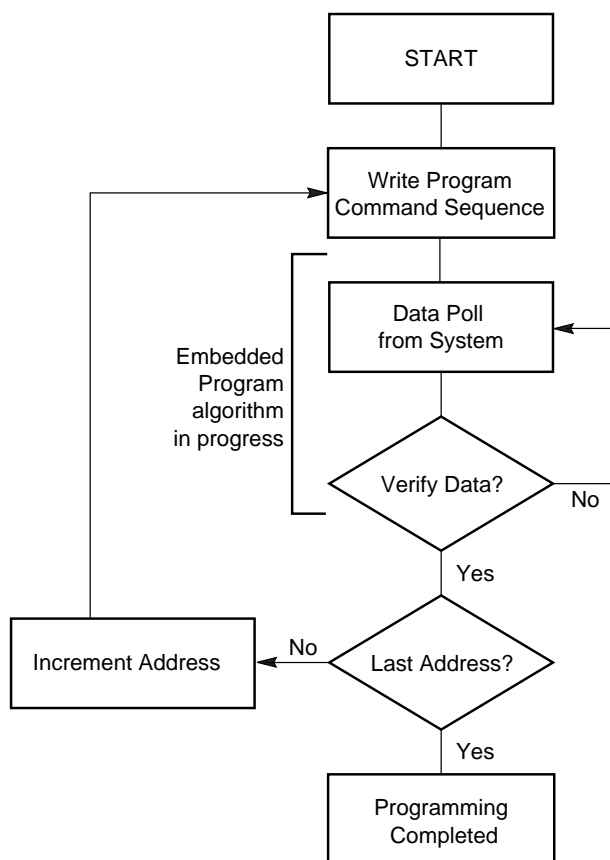 START
Write Program
Command Sequence
Data Poll
from System
Embedded
Program
algorithm
in progress
Verify Data?
No
Yes
Increment Address
No
Last Address?
Yes
Programming
Completed